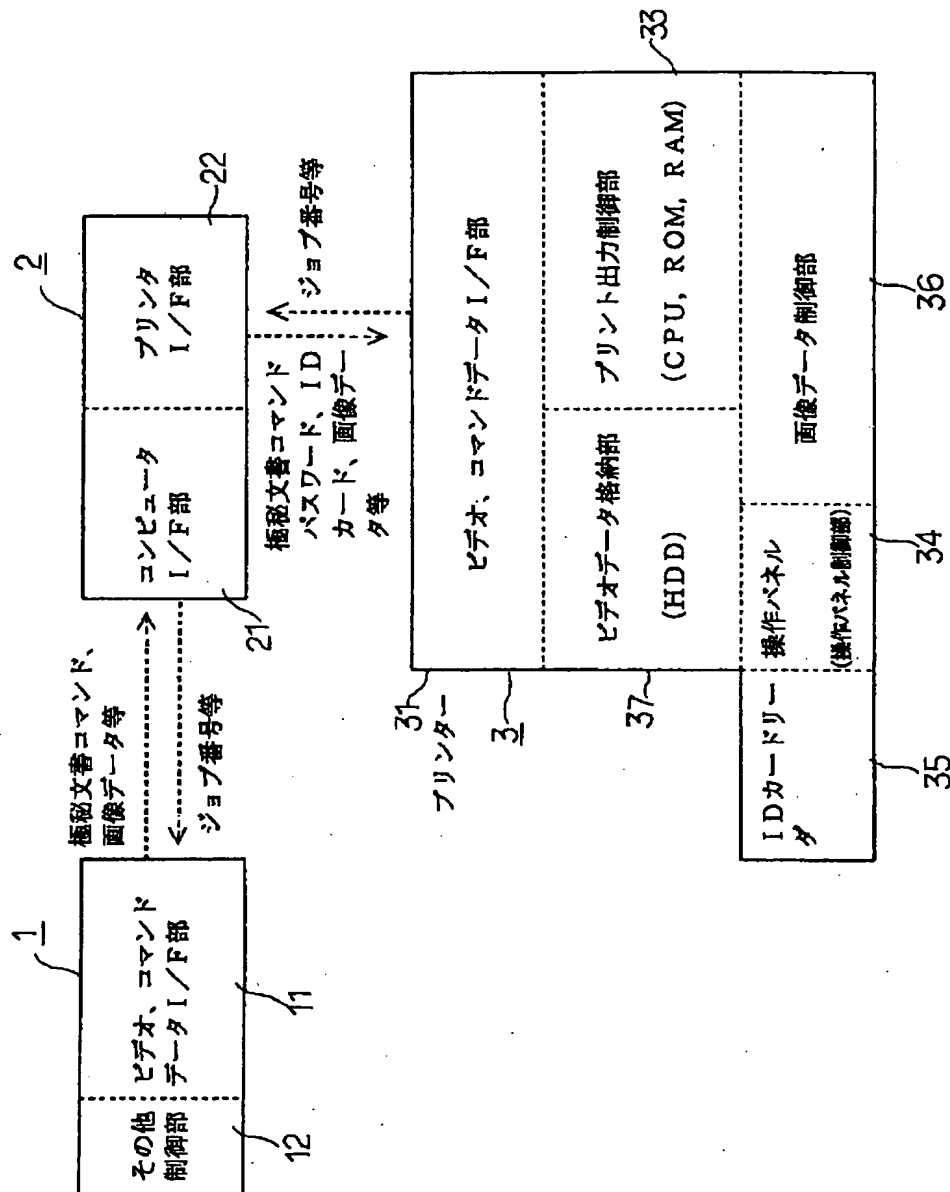 1
その他
制御部
ビデオ、コマンド
データI/F部
12
11
極秘文書コマンド、
画像データ等
ジョブ番号等
2
コンピュータ
I/F部
プリンタ
I/F部
21
22
極秘文書コマンド
パスワード、ID
カード、画像デー
タ等
ジョブ番号等
31
プリンター
3
37
ビデオ、コマンドデータI/F部
ビデオデータ格納部
(HDD)
プリント出力制御部
(CPU, ROM, RAM)
33
IDカードリー
ダ
操作パネル
(操作パネル制御部)
画像データ制御部
35
34
36